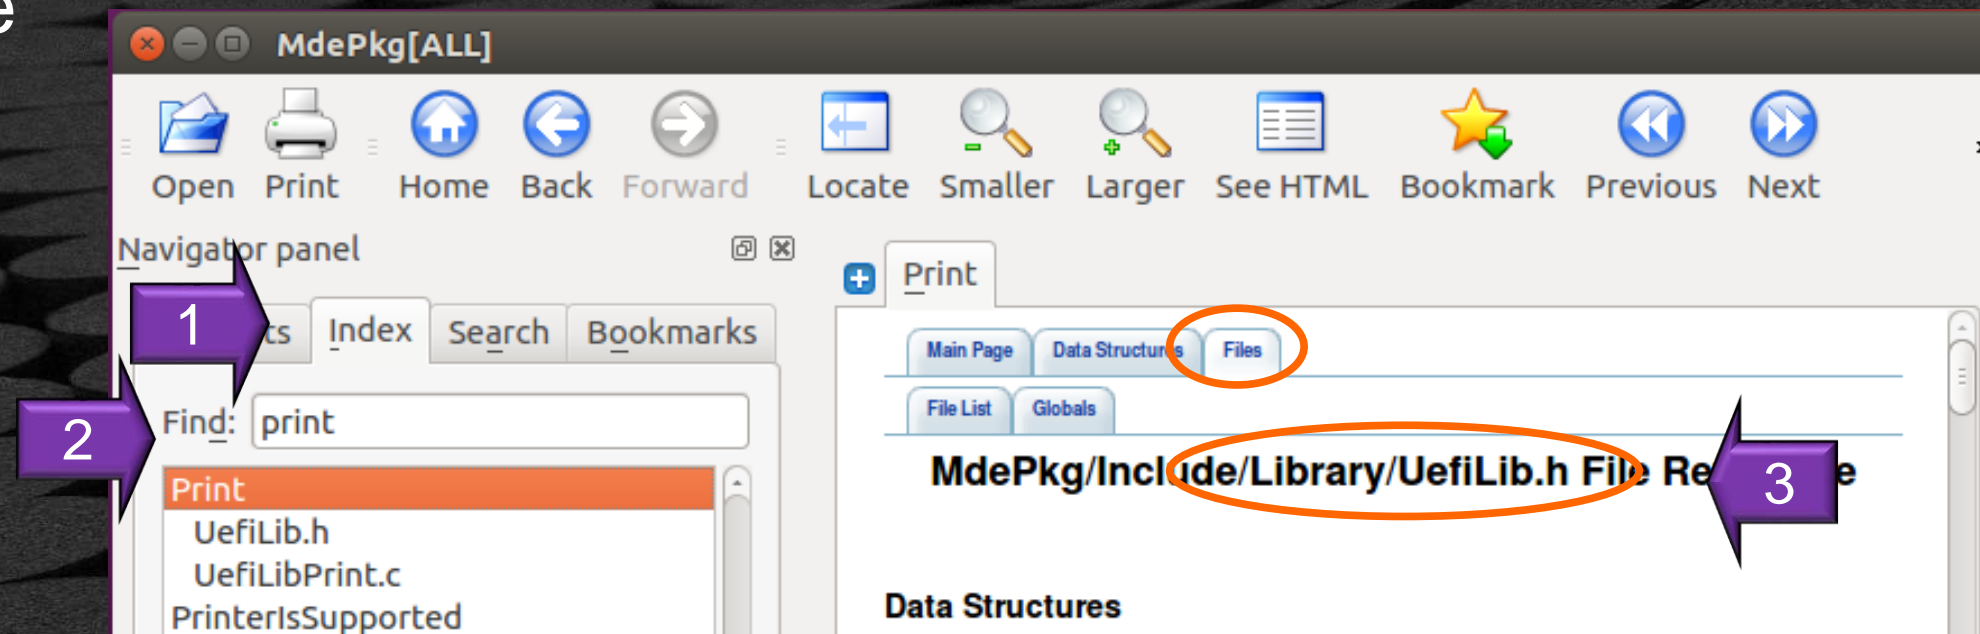 e
MdePkg[ALL]
Open Print Home Back Forward Locate Smaller Larger See HTML Bookmark Previous Next
Navigator panel
Print
1
ts Index Search Bookmarks
Main Page Data Structures Files
2
Find: print
File List Globals
MdePkg/Include/Library/UefiLib.h File Re e
3
Print
UefiLib.h
UefiLibPrint.c
PrinterIsSupported
Data Structures